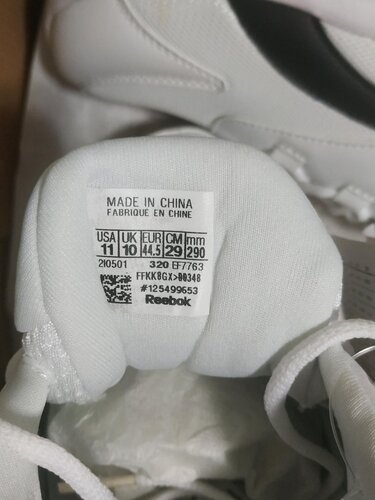 MADE IN CHINA
FABRIQUÉ EN CHINE
USA UK EUR CM mm
11 10 44.5 29 290
2I0501 320 EF7763
FFKK8GX>00348
#125499653
Reebok